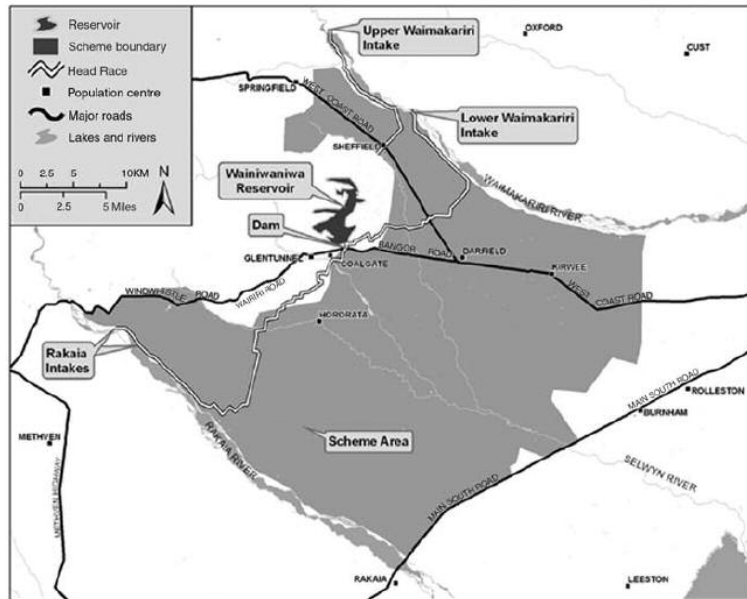 Reservoir
Scheme boundary
Head Race
Population centre
Major roads
Lakes and rivers
0 2.5 5 10KM
N
0 2.5 5 Miles
Upper Waimakariri
Intake
OXFORD
CUST
SPRINGFIELD
WEST COAST ROAD
Lower Waimakariri
Intake
SHEFFIELD
Wainiwaniwa
Reservoir
WAIMAKARIRI RIVER
Dam
BANGOR ROAD
DARFIELD
GLENTUNNEL
COALGATE
KIRWEE
WINDWHISTLE ROAD
WAIRIRI ROAD
WEST COAST ROAD
HORORATA
Rakaia
Intakes
MAIN SOUTH ROAD
ROLLESTON
BURNHAM
METHVEN
Scheme Area
RAKAIA RIVER
SELWYN RIVER
METHVEN HIGHWAY
MAIN SOUTH ROAD
RAKAIA
LEESTON